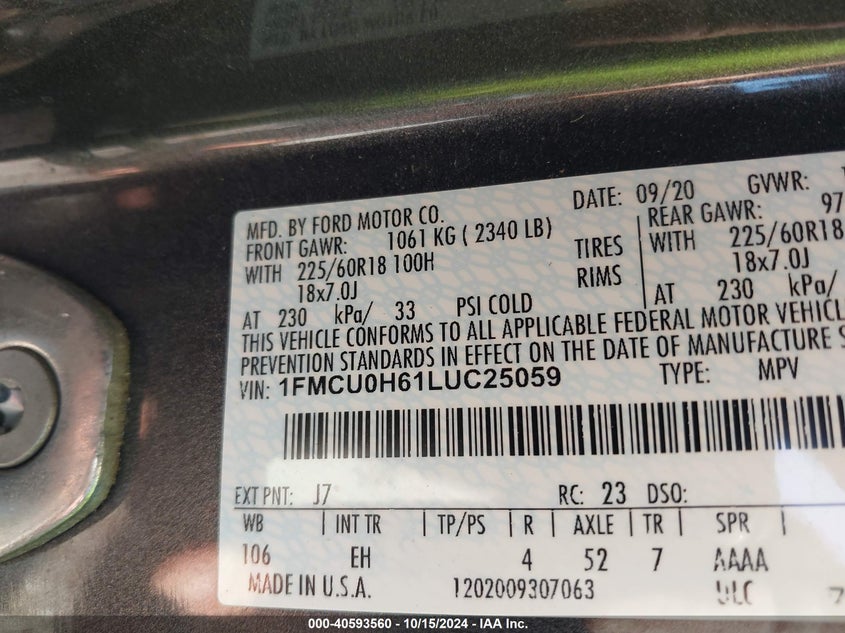 DATE: 09/20 GVWR:
MFD. BY FORD MOTOR CO.
FRONT GAWR: 1061 KG ( 2340 LB) REAR GAWR: 97
WITH 225/60R18 100H TIRES WITH 225/60R18
18x7.0J RIMS 18x7.0J
AT 230 kPa/ 33 PSI COLD AT 230 kPa/
THIS VEHICLE CONFORMS TO ALL APPLICABLE FEDERAL MOTOR VEHICLE
PREVENTION STANDARDS IN EFFECT ON THE DATE OF MANUFACTURE S
VIN: 1FMCU0H61LUC25059 TYPE: MPV
EXT PNT: J7 RC: 23 DSO:
WB INT TR TP/PS R AXLE TR SPR
106 EH 4 52 7 AAAA
MADE IN U.S.A. 1202009307063
000-40593560 - 10/15/2024 - IAA Inc.